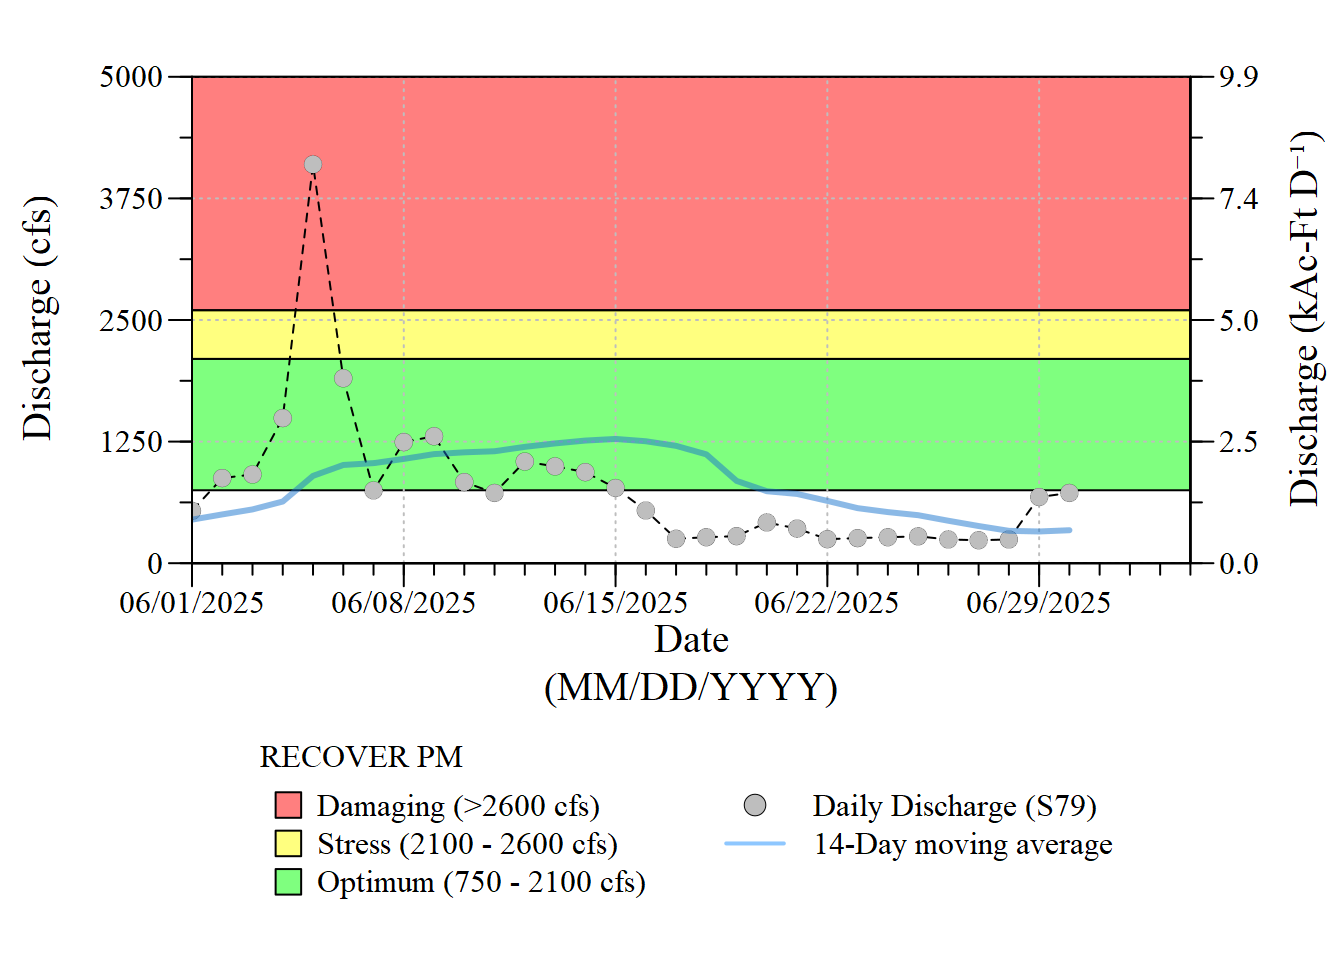 Discharge (cfs)
5000
3750
2500
1250
0
9.9
7.4
5.0
2.5
0.0
Discharge (kAc-Ft D⁻¹)
06/01/2025 06/08/2025 06/15/2025 06/22/2025 06/29/2025
Date
(MM/DD/YYYY)
RECOVER PM
Damaging (>2600 cfs)
Stress (2100 - 2600 cfs)
Optimum (750 - 2100 cfs)
Daily Discharge (S79)
14-Day moving average